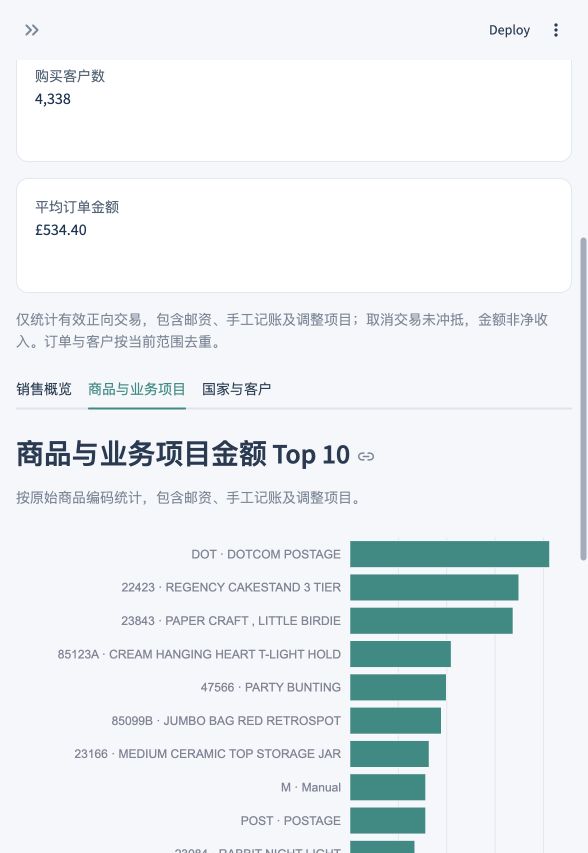 Deploy
购买客户数
4,338
平均订单金额
£534.40
仅统计有效正向交易，包含邮资、手工记账及调整项目；取消交易未冲抵，金额非净收
入。订单与客户按当前范围去重。
销售概览 商品与业务项目 国家与客户
商品与业务项目金额 Top 10
按原始商品编码统计，包含邮资、手工记账及调整项目。
DOT · DOTCOM POSTAGE
22423 · REGENCY CAKESTAND 3 TIER
23843 · PAPER CRAFT , LITTLE BIRDIE
85123A · CREAM HANGING HEART T-LIGHT HOLD
47566 · PARTY BUNTING
85099B · JUMBO BAG RED RETROSPOT
23166 · MEDIUM CERAMIC TOP STORAGE JAR
M · Manual
POST · POSTAGE
23084 · RABBIT NIGHT LIGHT